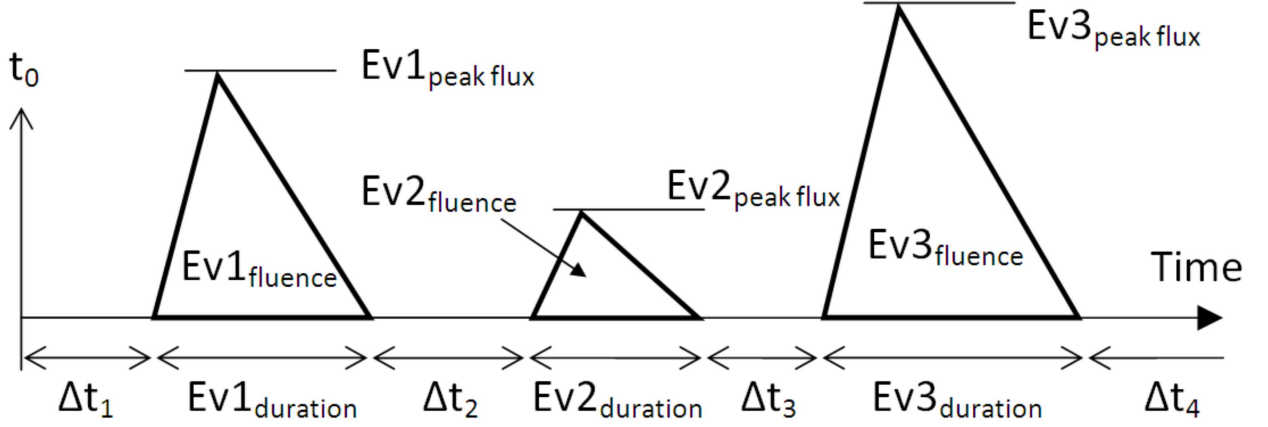 t₀
Ev1peak flux
Ev3peak flux
Ev2fluence
Ev2peak flux
Ev1fluence
Ev3fluence
Time
Δt₁
Ev1duration
Δt₂
Ev2duration
Δt₃
Ev3duration
Δt₄